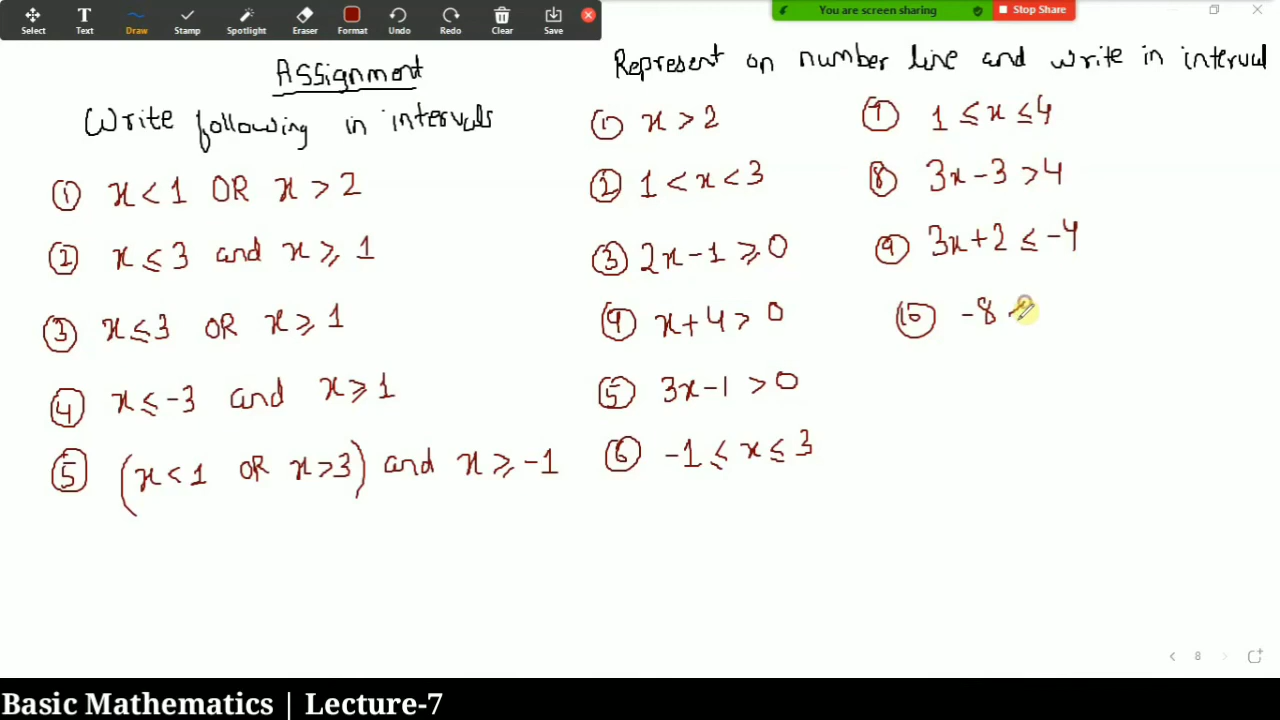 Select Text Draw Stamp Spotlight Eraser Format Undo Redo Clear Save
You are screen sharing Stop Share
Assignment
Write following in intervals
① x < 1 OR x > 2
② x ≤ 3 and x ≥ 1
③ x ≤ 3 OR x ≥ 1
④ x ≤ -3 and x ≥ 1
⑤ (x < 1 OR x > 3) and x ≥ -1
Represent on number line and write in interval
① x > 2
② 1 < x < 3
③ 2x - 1 ≥ 0
④ x + 4 > 0
⑤ 3x - 1 > 0
⑥ -1 ≤ x ≤ 3
⑦ 1 ≤ x ≤ 4
⑧ 3x - 3 > 4
⑨ 3x + 2 ≤ -4
⑩ -8
8
Basic Mathematics | Lecture-7